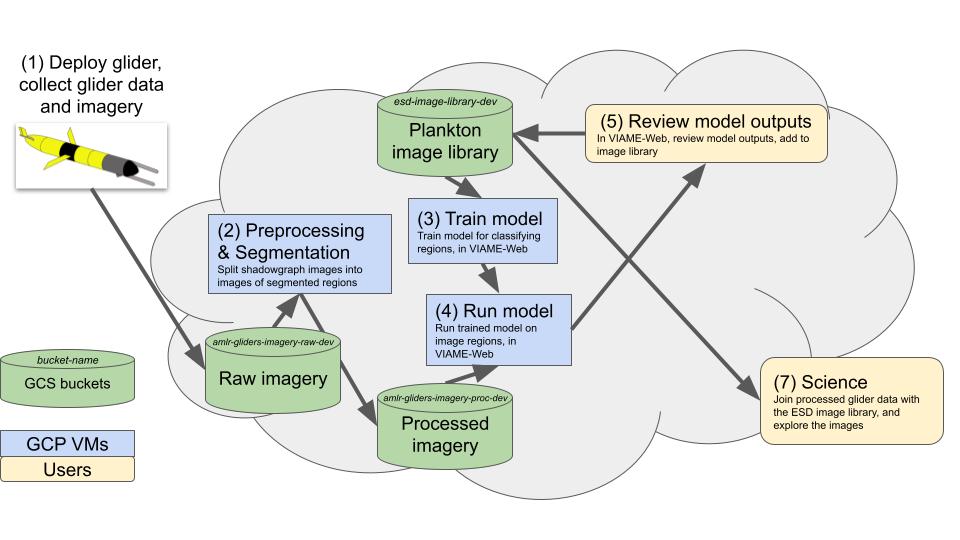 (1) Deploy glider,
collect glider data
and imagery
esd-image-library-dev
Plankton
image library
(5) Review model outputs
In VIAME-Web, review model outputs, add to
image library
(2) Preprocessing
& Segmentation
Split shadowgraph images into
images of segmented regions
(3) Train model
Train model for classifying
regions, in VIAME-Web
(4) Run model
Run trained model on
image regions, in
VIAME-Web
amlr-gliders-imagery-raw-dev
Raw imagery
amlr-gliders-imagery-proc-dev
Processed
imagery
(7) Science
Join processed glider data with
the ESD image library, and
explore the images
bucket-name
GCS buckets
GCP VMs
Users